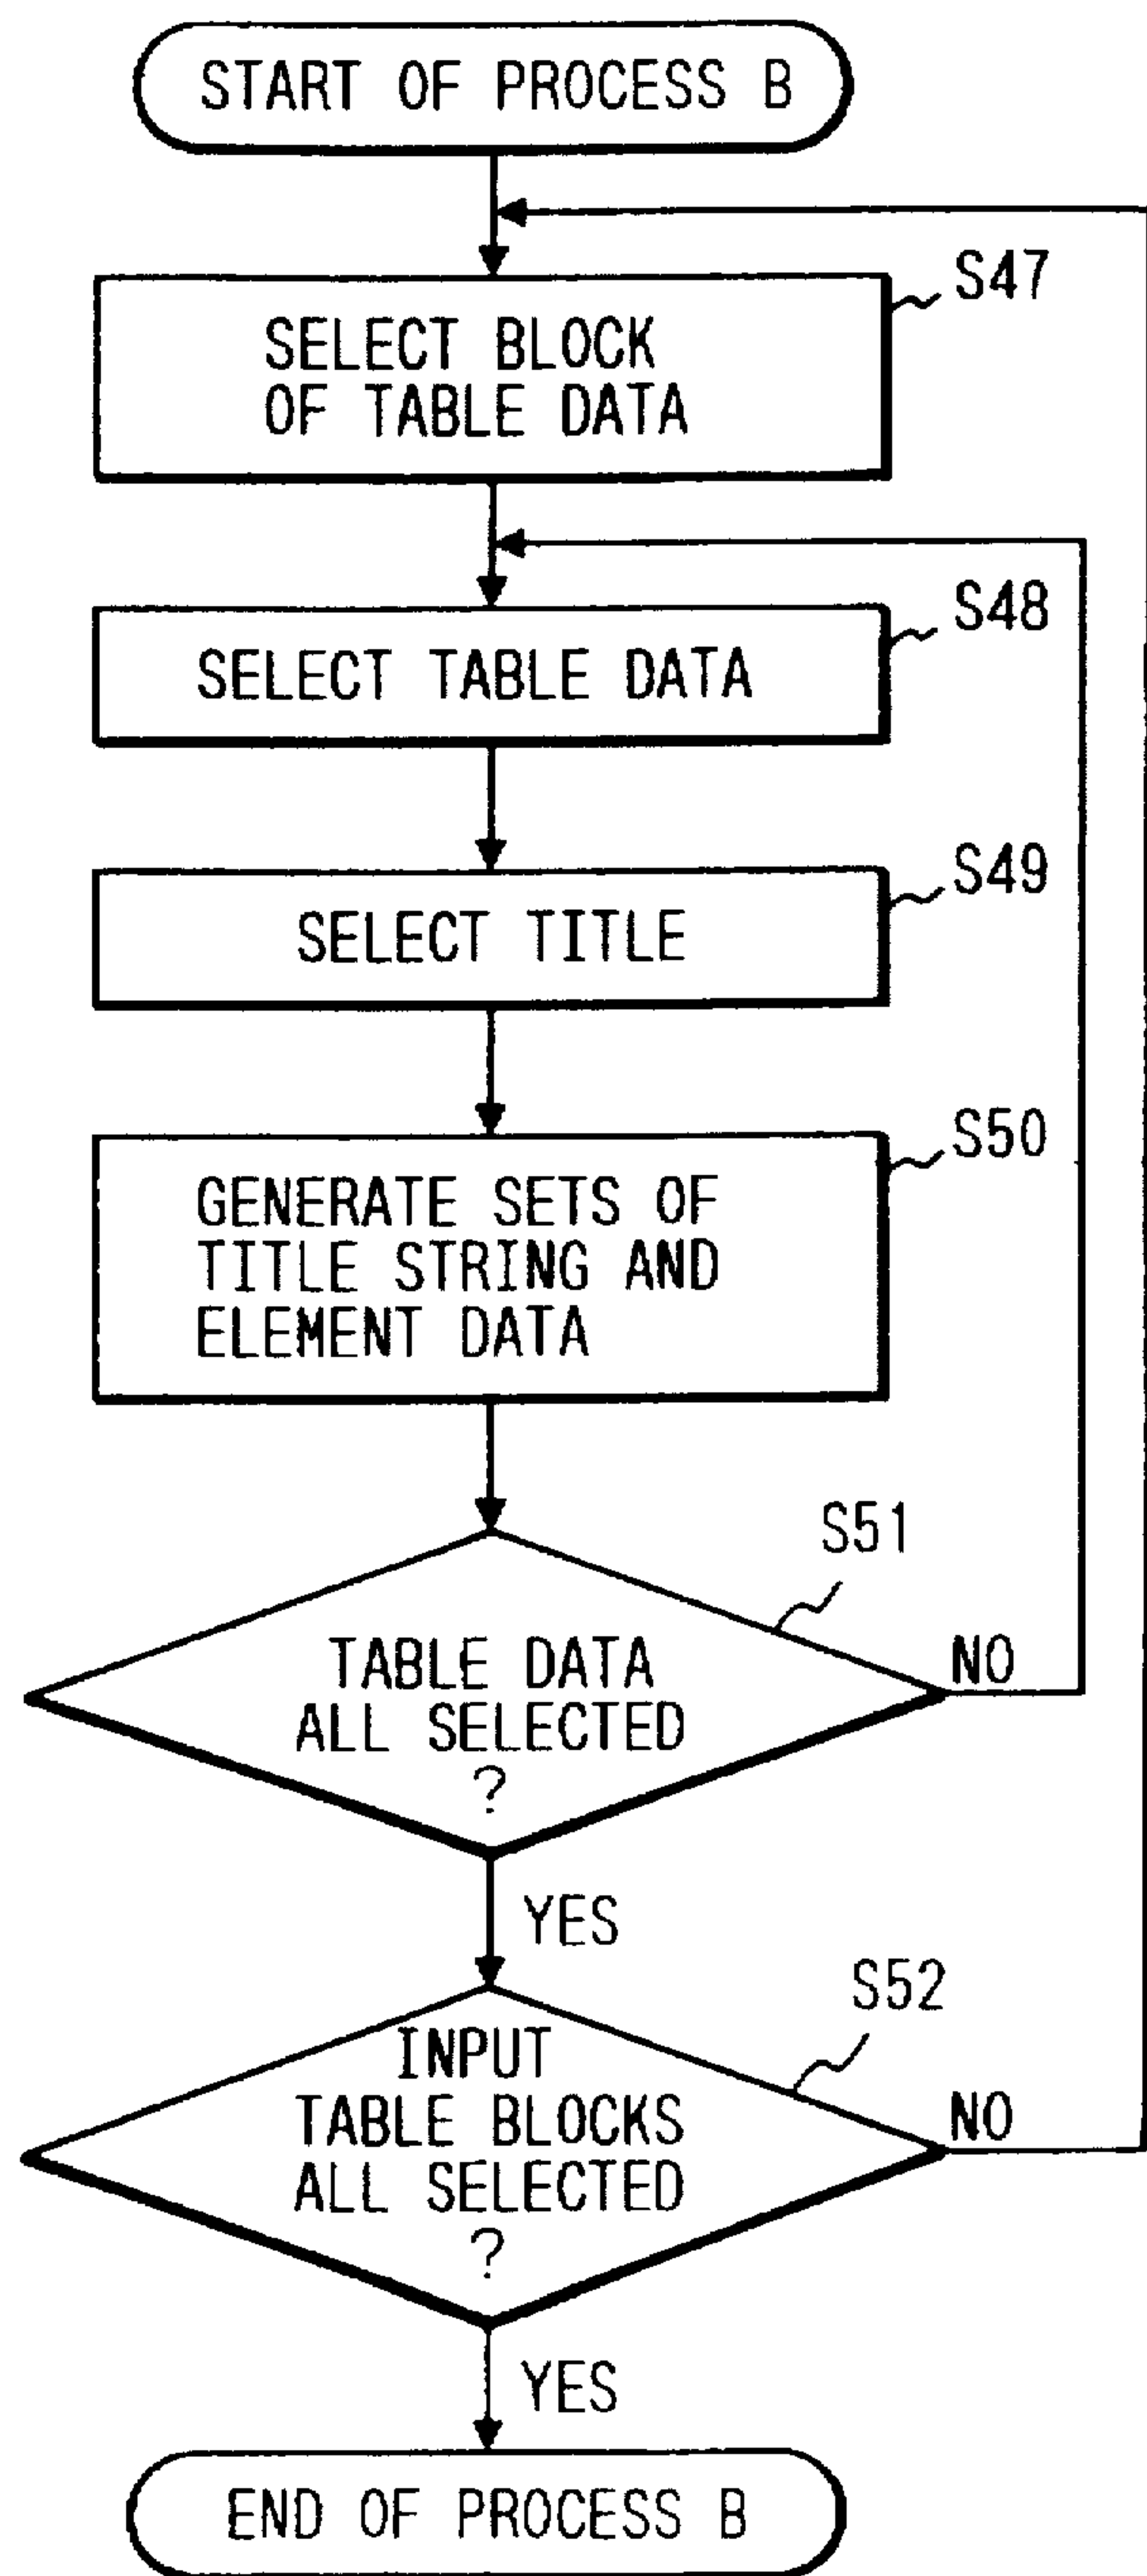 START OF PROCESS B
S47
SELECT BLOCK
OF TABLE DATA
S48
SELECT TABLE DATA
S49
SELECT TITLE
S50
GENERATE SETS OF
TITLE STRING AND
ELEMENT DATA
S51
TABLE DATA
ALL SELECTED
?
NO
YES
S52
INPUT
TABLE BLOCKS
ALL SELECTED
?
NO
YES
END OF PROCESS B